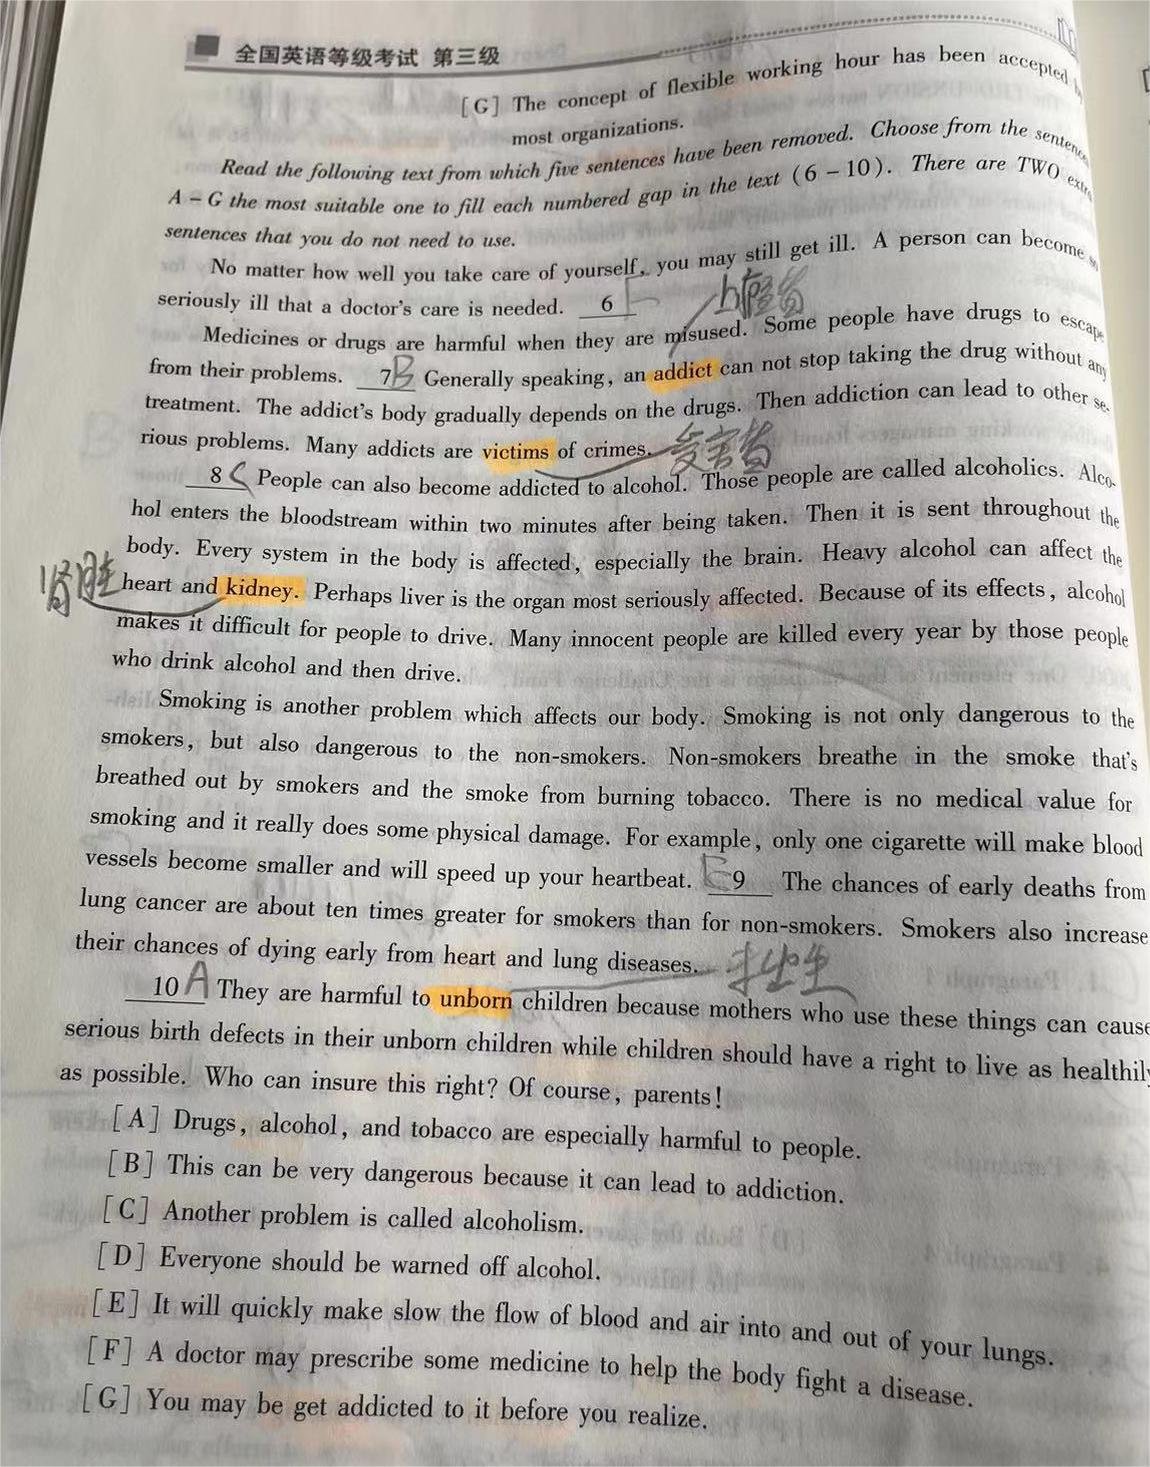 全国英语等级考试 第三级
[G] The concept of flexible working hour has been accepted
most organizations.
Read the following text from which five sentences have been removed. Choose from the sentence
A - G the most suitable one to fill each numbered gap in the text (6 - 10). There are TWO extra
sentences that you do not need to use.
No matter how well you take care of yourself, you may still get ill. A person can become so
seriously ill that a doctor's care is needed. 6 F
上瘾者
Medicines or drugs are harmful when they are misused. Some people have drugs to escape
from their problems. 7 B Generally speaking, an addict can not stop taking the drug without any
treatment. The addict's body gradually depends on the drugs. Then addiction can lead to other se-
rious problems. Many addicts are victims of crimes. 受害者
8 C People can also become addicted to alcohol. Those people are called alcoholics. Alco-
hol enters the bloodstream within two minutes after being taken. Then it is sent throughout the
body. Every system in the body is affected, especially the brain. Heavy alcohol can affect the
heart and kidney. Perhaps liver is the organ most seriously affected. Because of its effects, alcohol
makes it difficult for people to drive. Many innocent people are killed every year by those people
who drink alcohol and then drive.
Smoking is another problem which affects our body. Smoking is not only dangerous to the
smokers, but also dangerous to the non-smokers. Non-smokers breathe in the smoke that's
breathed out by smokers and the smoke from burning tobacco. There is no medical value for
smoking and it really does some physical damage. For example, only one cigarette will make blood
vessels become smaller and will speed up your heartbeat. E 9 The chances of early deaths from
lung cancer are about ten times greater for smokers than for non-smokers. Smokers also increase
their chances of dying early from heart and lung diseases.
10 A They are harmful to unborn children because mothers who use these things can cause
serious birth defects in their unborn children while children should have a right to live as healthily
as possible. Who can insure this right? Of course, parents!
[A] Drugs, alcohol, and tobacco are especially harmful to people.
[B] This can be very dangerous because it can lead to addiction.
[C] Another problem is called alcoholism.
[D] Everyone should be warned off alcohol.
[E] It will quickly make slow the flow of blood and air into and out of your lungs.
[F] A doctor may prescribe some medicine to help the body fight a disease.
[G] You may be get addicted to it before you realize.